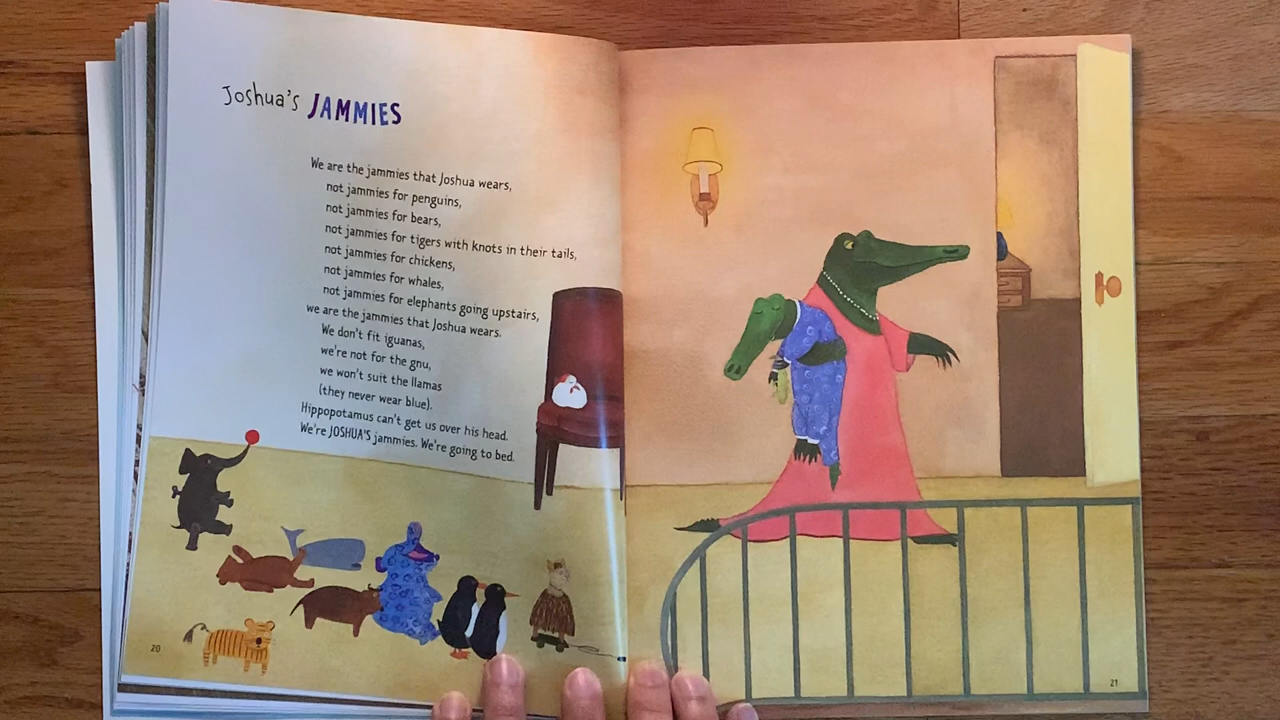 Joshua's JAMMIES
We are the jammies that Joshua wears,
not jammies for penguins,
not jammies for bears,
not jammies for tigers with knots in their tails,
not jammies for chickens,
not jammies for whales,
not jammies for elephants going upstairs,
we are the jammies that Joshua wears.
We don't fit iguanas,
we're not for the gnu,
we won't suit the llamas
(they never wear blue).
Hippopotamus can't get us over his head.
We're JOSHUA'S jammies. We're going to bed.
20
21